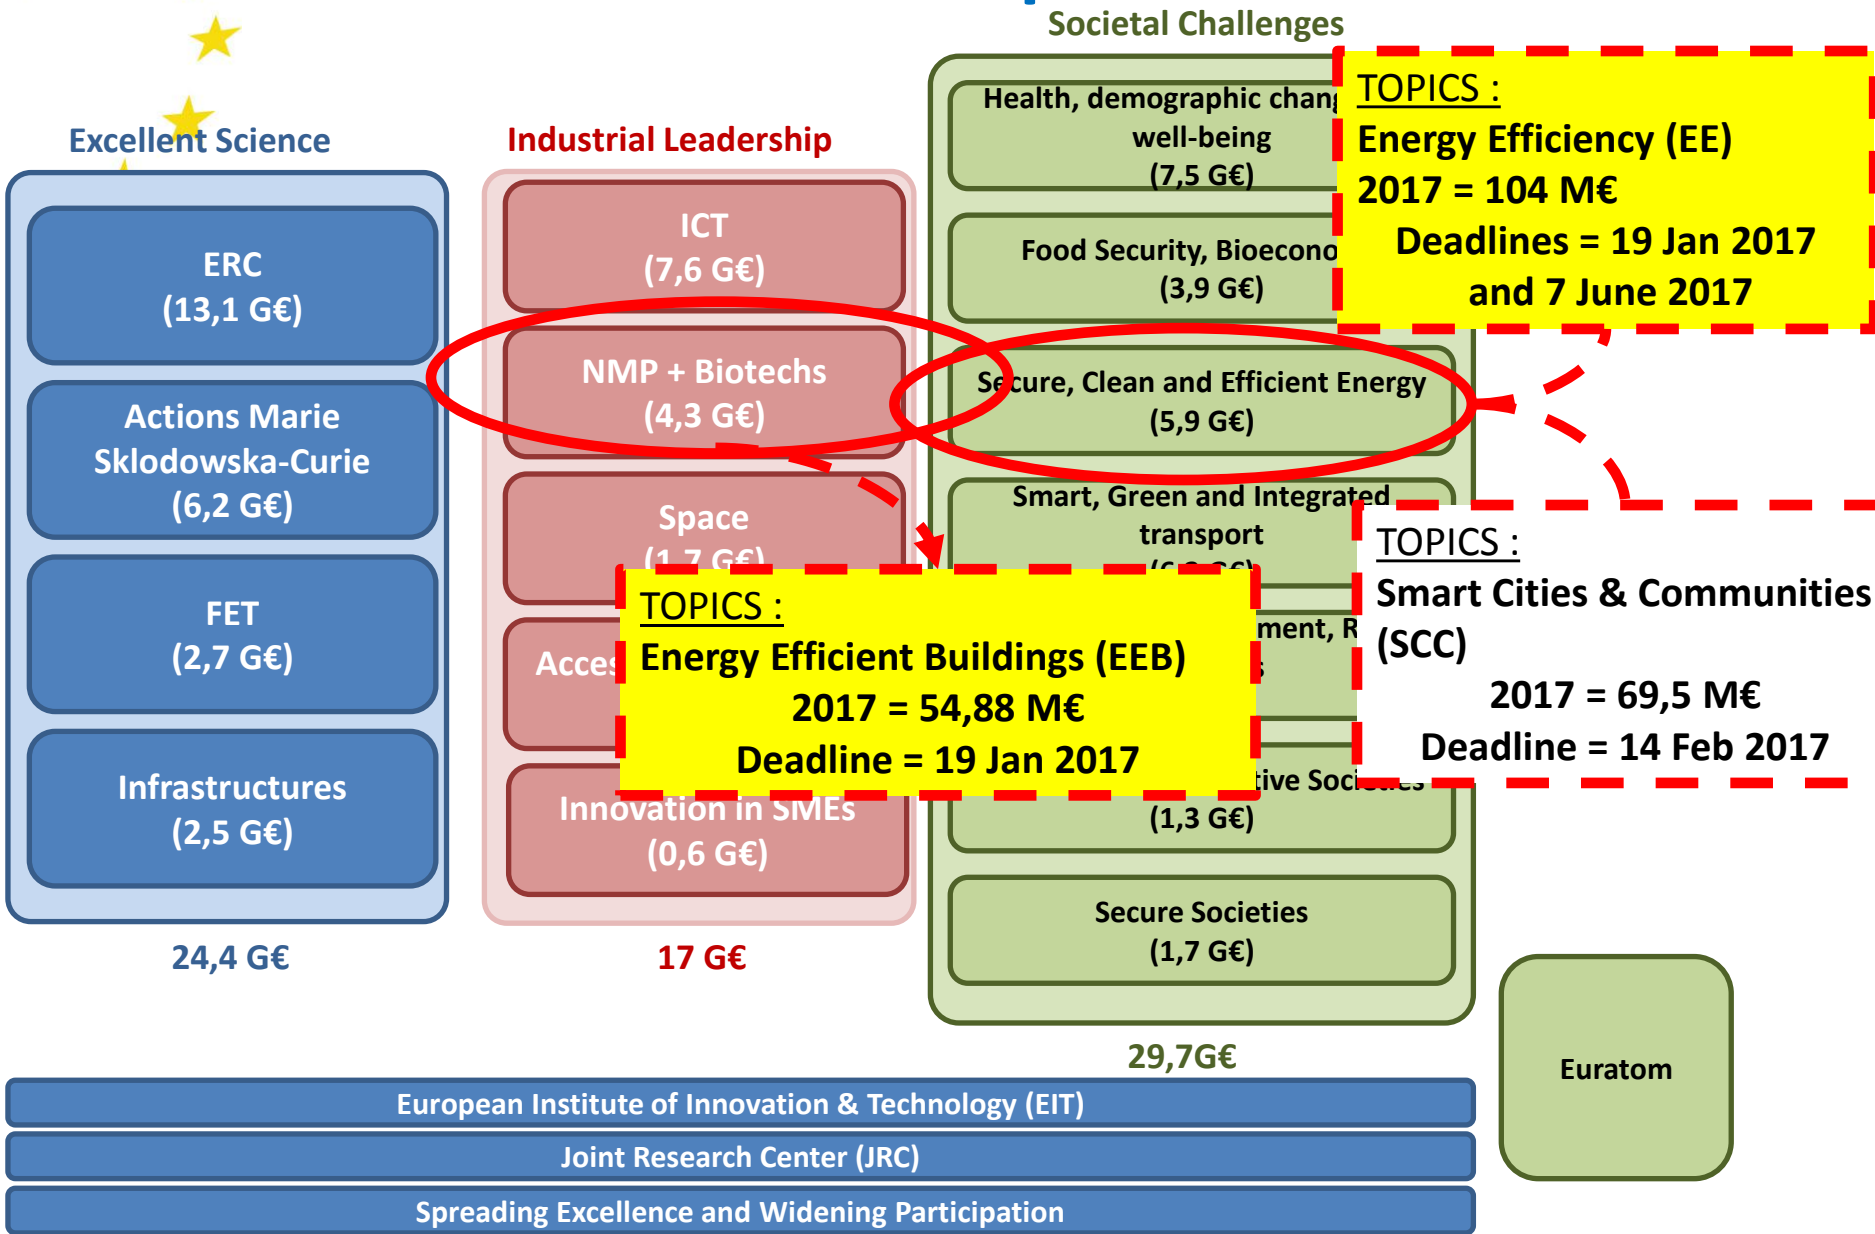 Societal Challenges
Excellent Science
Industrial Leadership
ERC
(13,1 G€)
Actions Marie
Sklodowska-Curie
(6,2 G€)
FET
(2,7 G€)
Infrastructures
(2,5 G€)
24,4 G€
ICT
(7,6 G€)
NMP + Biotechs
(4,3 G€)
Space
(1,7 G€)
Innovation in SMEs
(0,6 G€)
17 G€
Health, demographic
well-being
(7,5 G€)
Food Security,
(3,9 G€)
Secure, Clean and Efficient Energy
(5,9 G€)
Smart, Green and Integrated
transport
(1,3 G€)
Secure Societies
(1,7 G€)
29,7G€
TOPICS :
Energy Efficiency (EE)
2017 = 104 M€
Deadlines = 19 Jan 2017
and 7 June 2017
TOPICS :
Energy Efficient Buildings (EEB)
2017 = 54,88 M€
Deadline = 19 Jan 2017
TOPICS :
Smart Cities & Communities
(SCC)
2017 = 69,5 M€
Deadline = 14 Feb 2017
Euratom
European Institute of Innovation & Technology (EIT)
Joint Research Center (JRC)
Spreading Excellence and Widening Participation